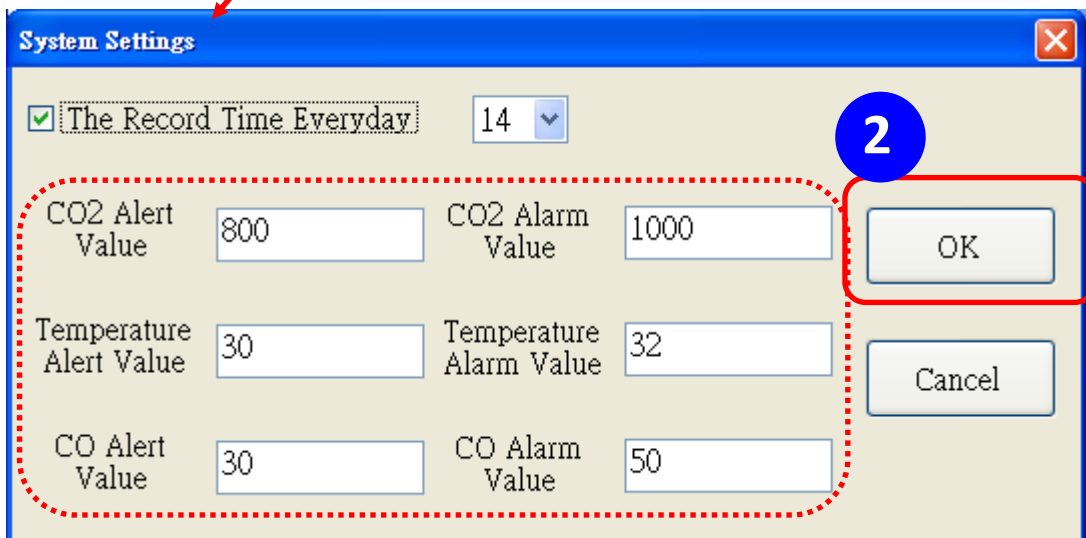 System Settings
The Record Time Everyday 14
2
CO2 Alert
Value
800
CO2 Alarm
Value
1000
OK
Temperature
Alert Value
30
Temperature
Alarm Value
32
Cancel
CO Alert
Value
30
CO Alarm
Value
50